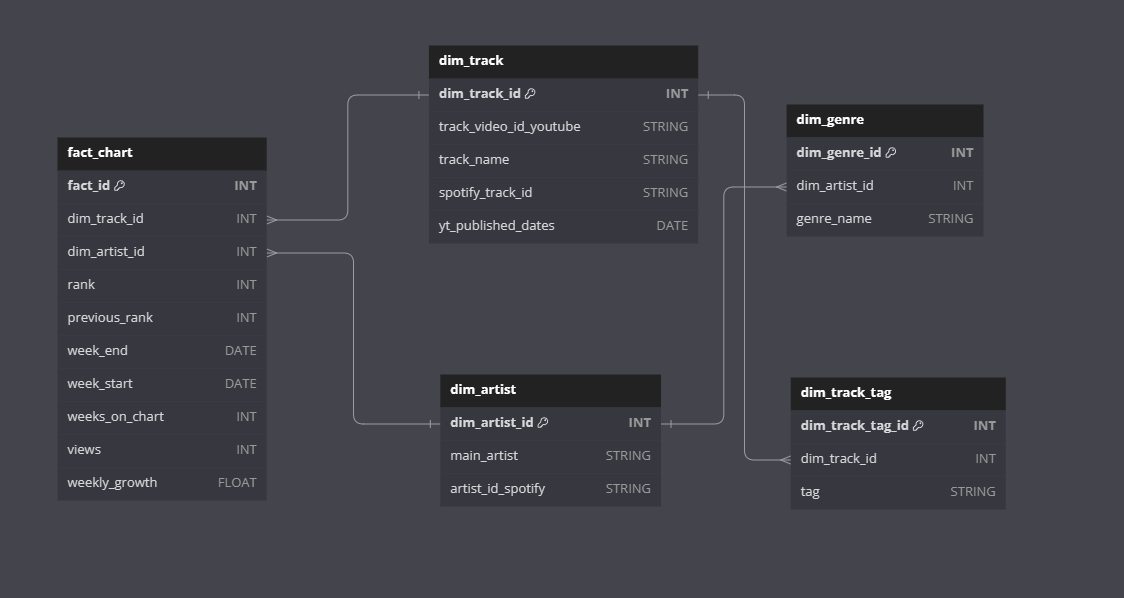 dim_track
dim_track_id INT
track_video_id_youtube STRING
track_name STRING
spotify_track_id STRING
yt_published_dates DATE
dim_genre
dim_genre_id INT
dim_artist_id INT
genre_name STRING
fact_chart
fact_id INT
dim_track_id INT
dim_artist_id INT
rank INT
previous_rank INT
week_end DATE
week_start DATE
weeks_on_chart INT
views INT
weekly_growth FLOAT
dim_artist
dim_artist_id INT
main_artist STRING
artist_id_spotify STRING
dim_track_tag
dim_track_tag_id INT
dim_track_id INT
tag STRING